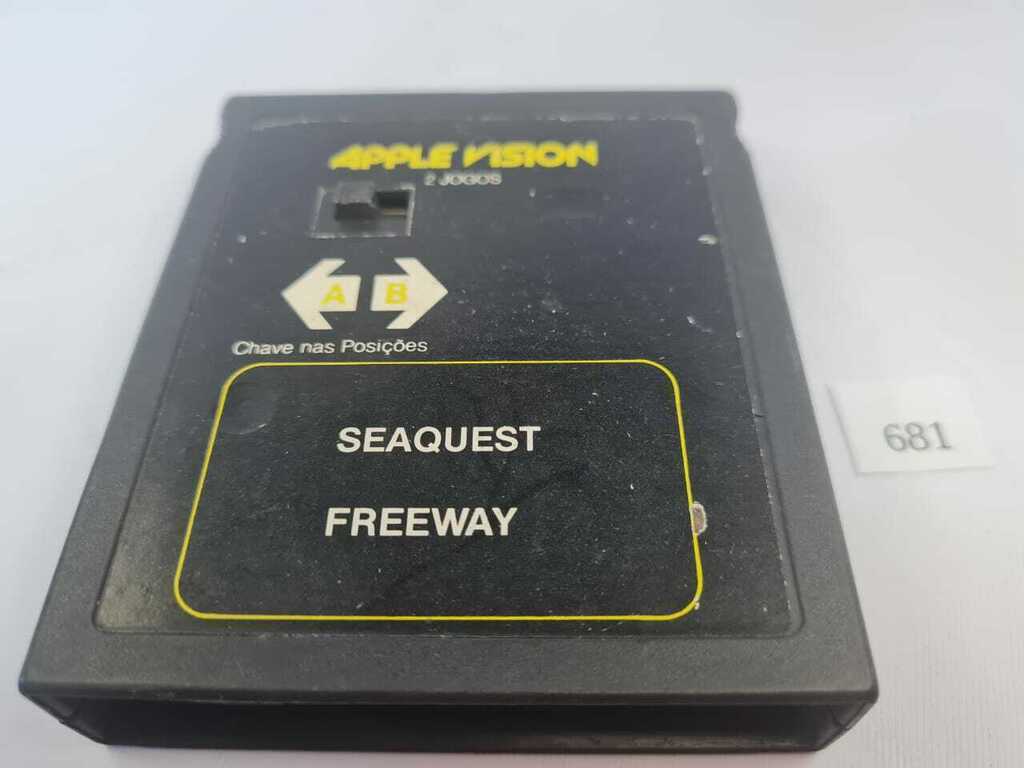 APPLE VISION
2 JOGOS
A B
Chave nas Posições
SEAQUEST
FREEWAY
681